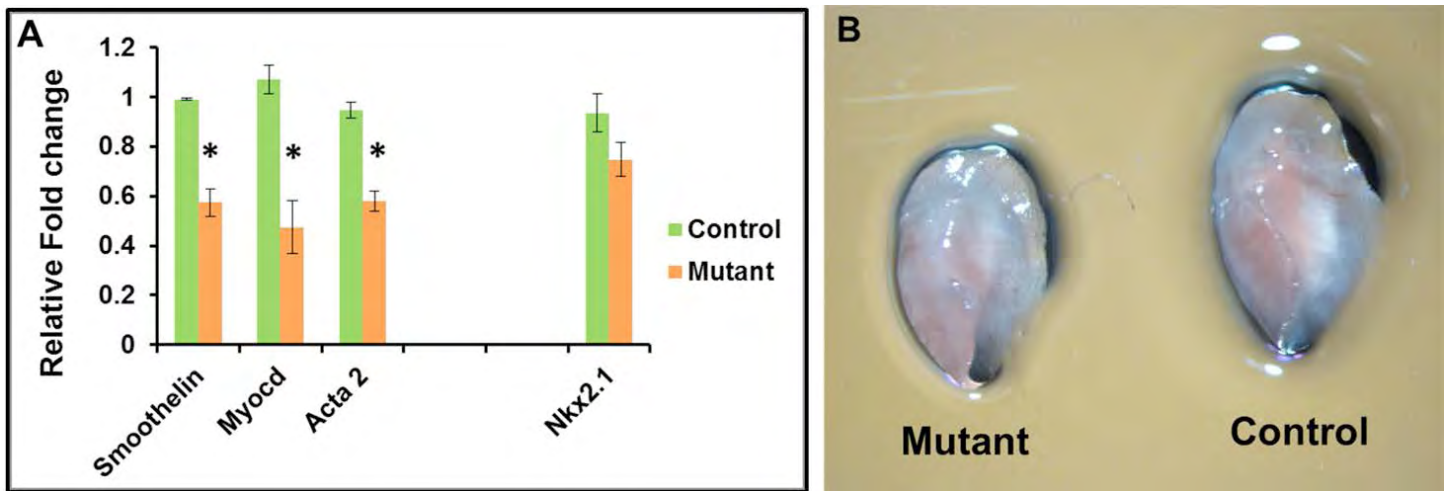 A
Relative Fold change
1.2
1
0.8
0.6
0.4
0.2
0
*
*
*
Smoothelin
Myocd
Acta 2
Nkx2.1
Control
Mutant
B
Mutant
Control